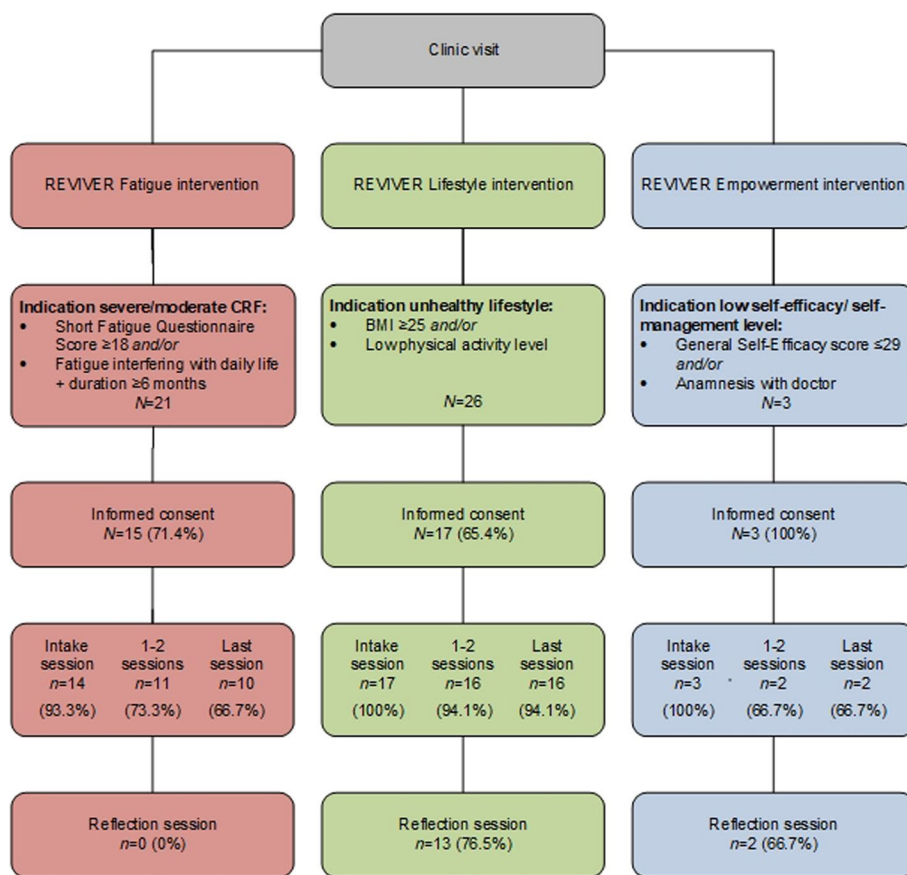 Clinic visit
REVIVER Fatigue intervention
REVIVER Lifestyle intervention
REVIVER Empowerment intervention
Indication severe/moderate CRF:
• Short Fatigue Questionnaire
Score ≥18 and/or
• Fatigue interfering with daily life
+ duration ≥6 months
N=21
Indication unhealthy lifestyle:
• BMI ≥25 and/or
• Low physical activity level
N=26
Indication low self-efficacy/ self-
management level:
• General Self-Efficacy score ≤29
and/or
• Anamnesis with doctor
N=3
Informed consent
N=15 (71.4%)
Informed consent
N=17 (65.4%)
Informed consent
N=3 (100%)
Intake 1-2 Last
session sessions session
n=14 n=11 n=10
(93.3%) (73.3%) (66.7%)
Intake 1-2 Last
session sessions session
n=17 n=16 n=16
(100%) (94.1%) (94.1%)
Intake 1-2 Last
session sessions session
n=3 n=2 n=2
(100%) (66.7%) (66.7%)
Reflection session
n=0 (0%)
Reflection session
n=13 (76.5%)
Reflection session
n=2 (66.7%)